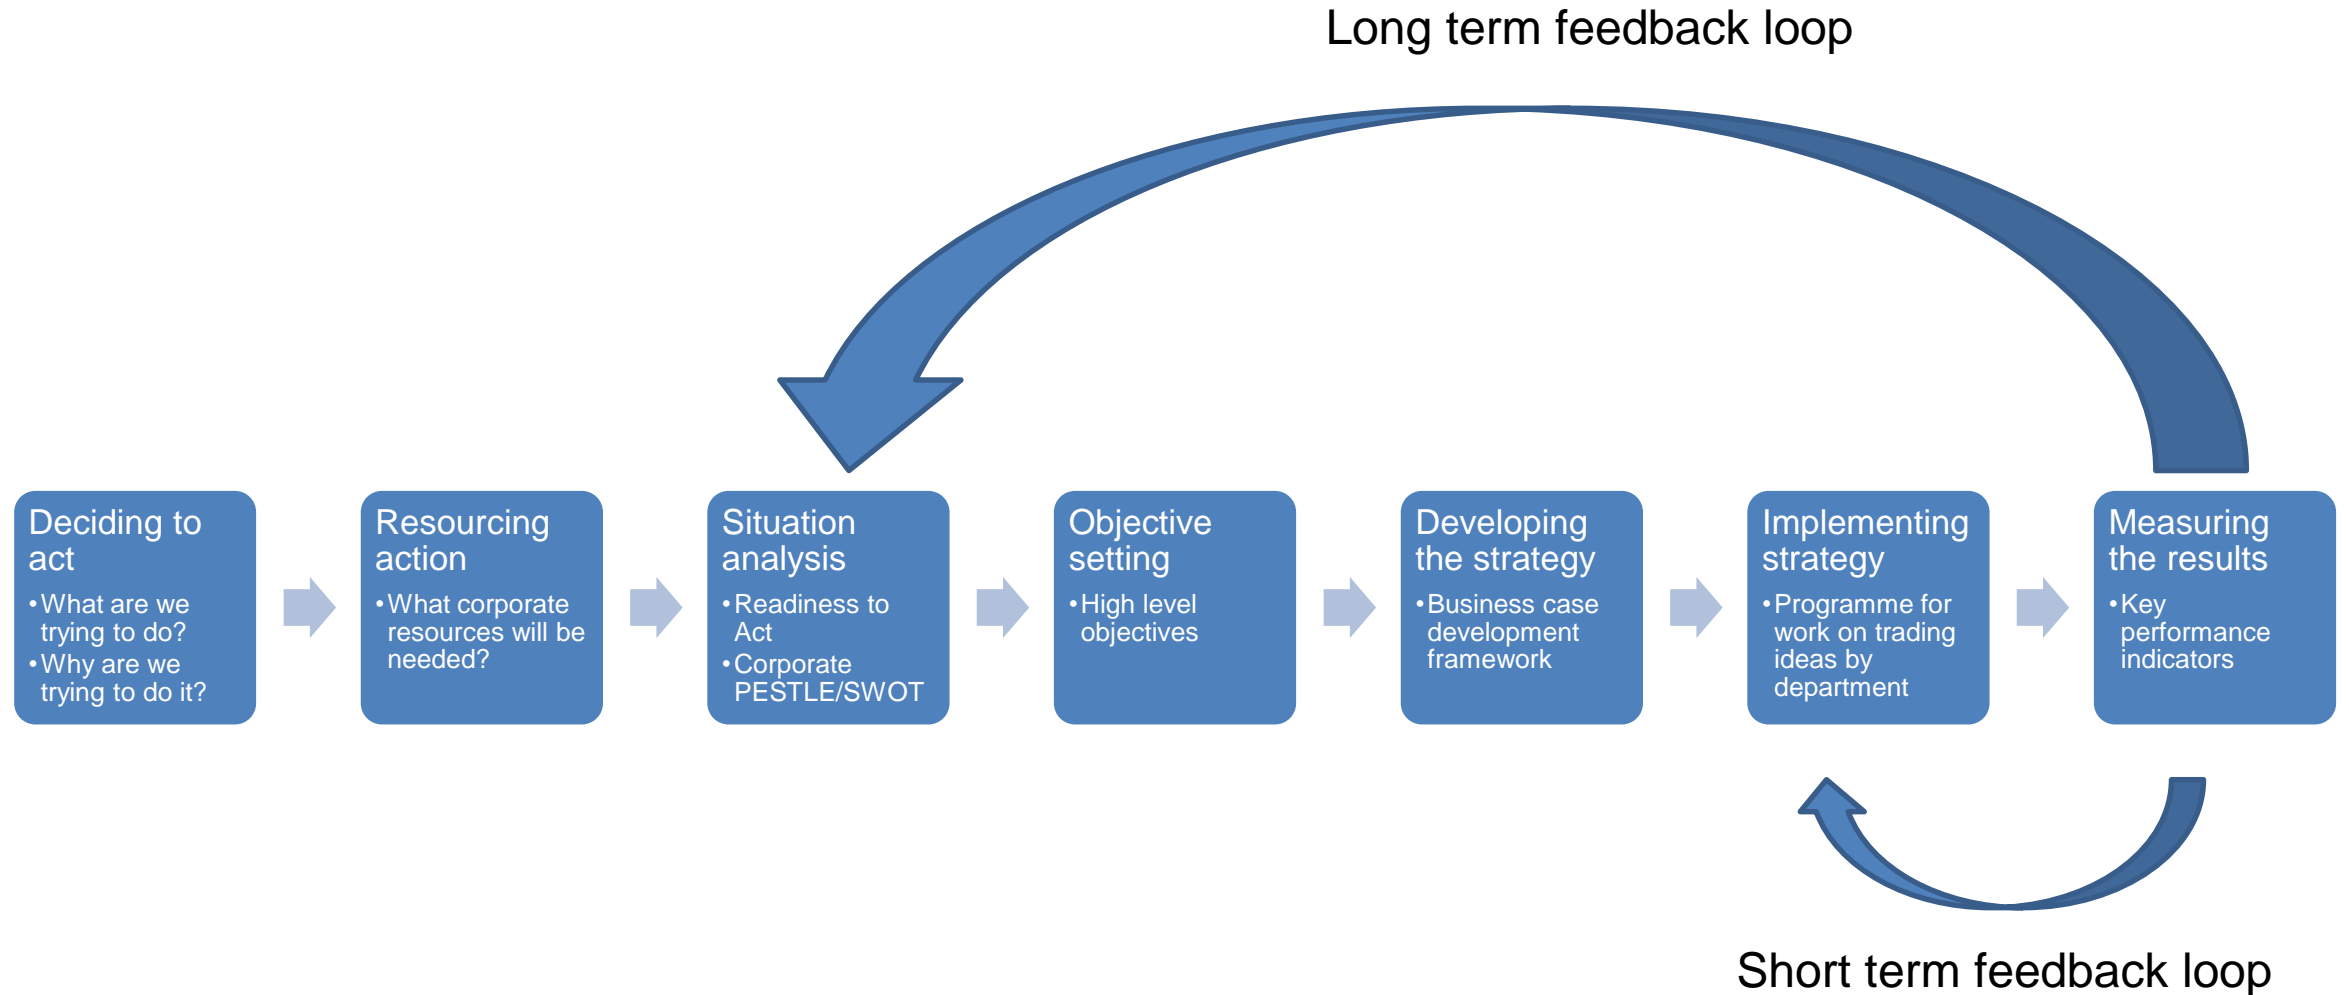 Long term feedback loop
Deciding to
act
•What are we
trying to do?
•Why are we
trying to do it?
Resourcing
action
•What corporate
resources will be
needed?
Situation
analysis
•Readiness to
Act
•Corporate
PESTLE/SWOT
Objective
setting
•High level
objectives
Developing
the strategy
•Business case
development
framework
Implementing
strategy
•Programme for
work on trading
ideas by
department
Measuring
the results
•Key
performance
indicators
Short term feedback loop